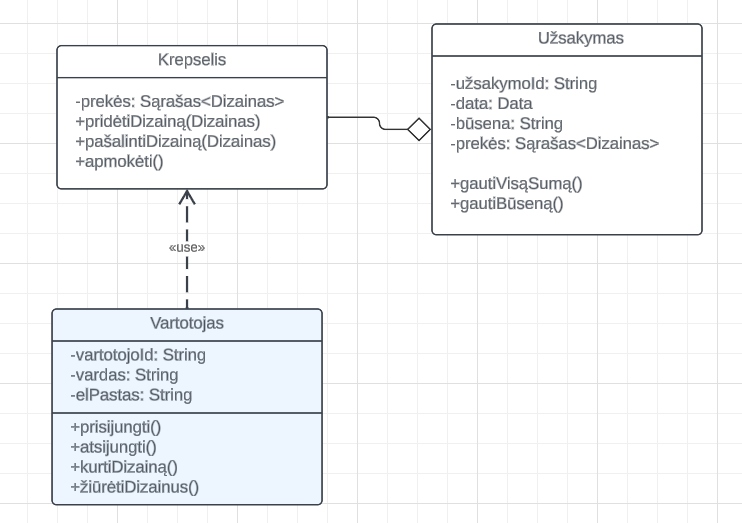 Krepselis
-prekės: Sąrašas<Dizainas>
+pridėtiDizainą(Dizainas)
+pašalintiDizainą(Dizainas)
+apmokėti()
Užsakymas
-užsakymoId: String
-data: Data
-būsena: String
-prekės: Sąrašas<Dizainas>
+gautiVisąSumą()
+gautiBūseną()
«use»
Vartotojas
-vartotojoId: String
-vardas: String
-elPastas: String
+prisijungti()
+atsijungti()
+kurtiDizainą()
+žiūrėtiDizainus()